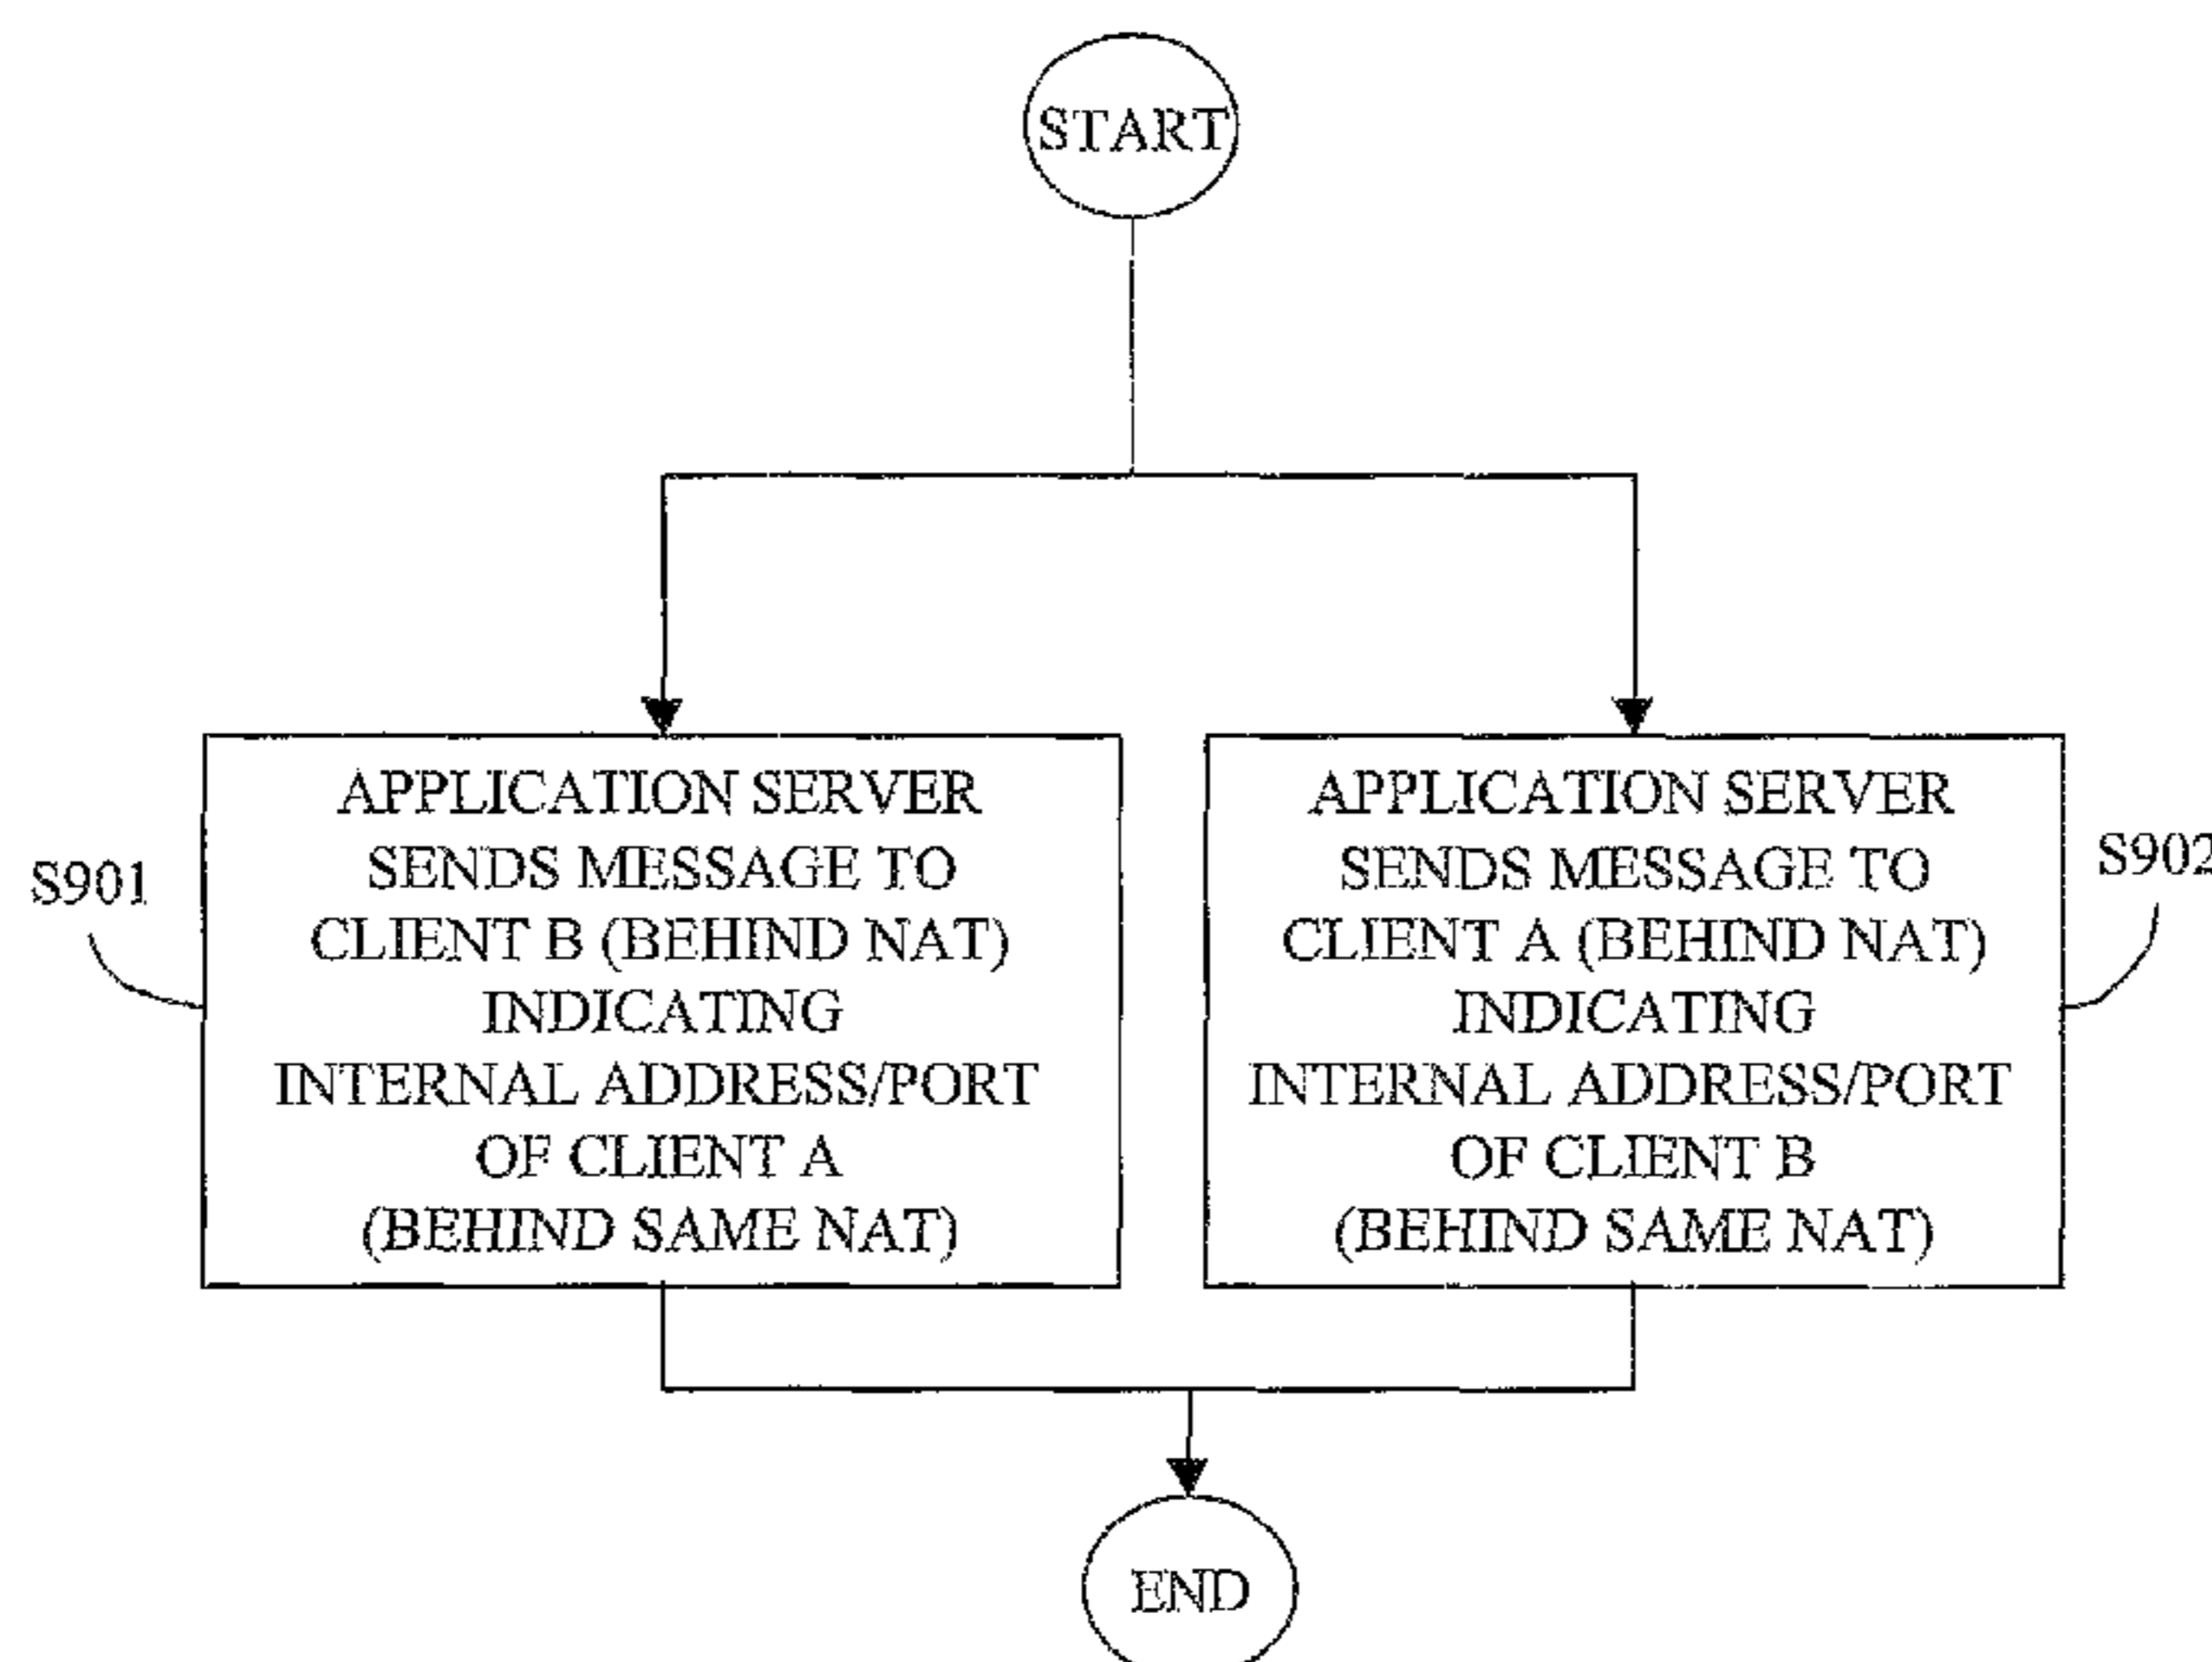 START
APPLICATION SERVER
SENDS MESSAGE TO
CLIENT B (BEHIND NAT)
INDICATING
INTERNAL ADDRESS/PORT
OF CLIENT A
(BEHIND SAME NAT)
S901
APPLICATION SERVER
SENDS MESSAGE TO
CLIENT A (BEHIND NAT)
INDICATING
INTERNAL ADDRESS/PORT
OF CLIENT B
(BEHIND SAME NAT)
S902
END